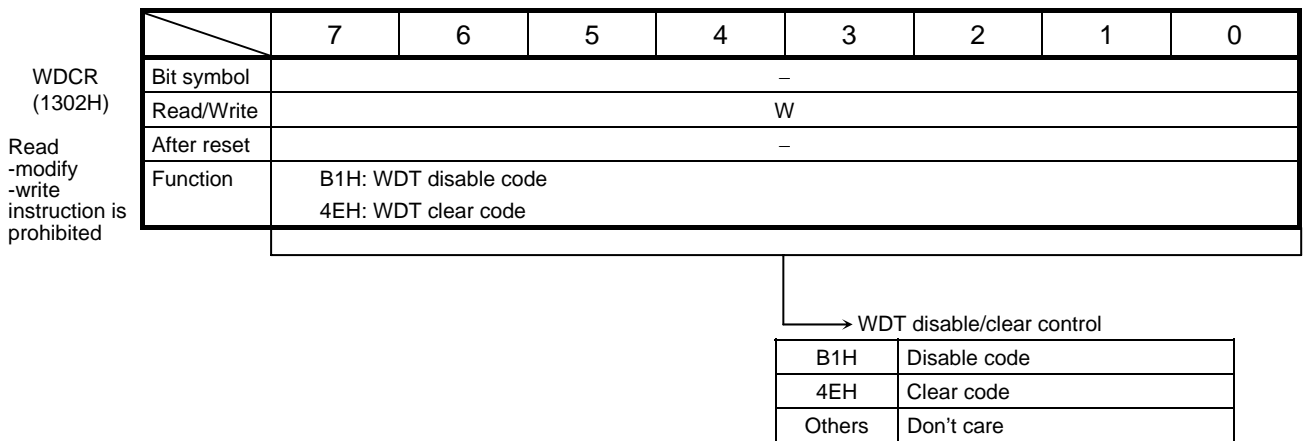 7 6 5 4 3 2 1 0
WDCR
(1302H)
Read
-modify
-write
instruction is
prohibited
Bit symbol –
Read/Write W
After reset –
Function B1H: WDT disable code
4EH: WDT clear code
WDT disable/clear control
B1H Disable code
4EH Clear code
Others Don't care